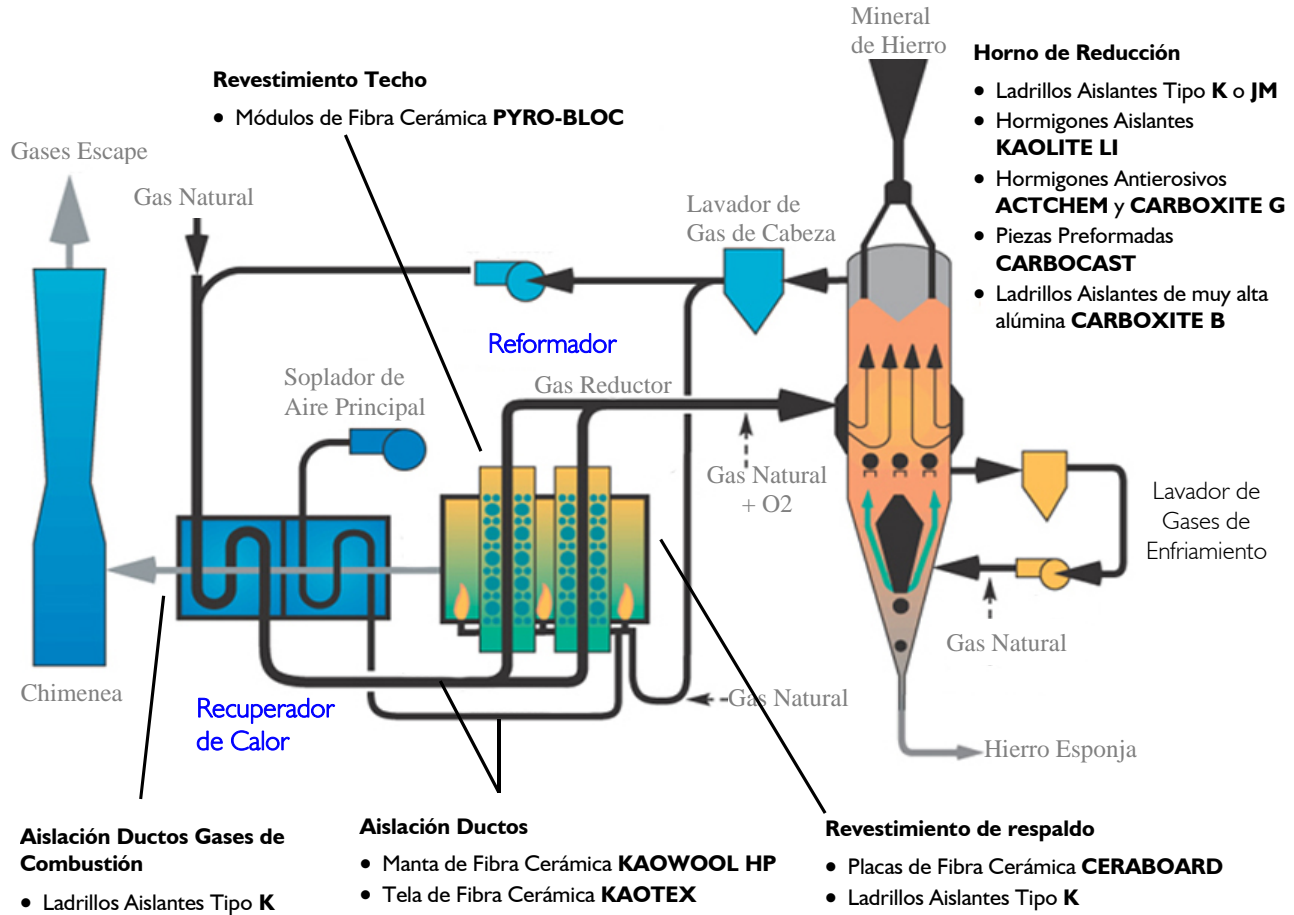 Mineral
de Hierro
Horno de Reducción
• Ladrillos Aislantes Tipo K o JM
• Hormigones Aislantes
KAOLITE LI
• Hormigones Antierosivos
ACTCHEM y CARBOXITE G
• Piezas Preformadas
CARBOCAST
• Ladrillos Aislantes de muy alta
alúmina CARBOXITE B
Revestimiento Techo
• Módulos de Fibra Cerámica PYRO-BLOC
Gases Escape
Gas Natural
Lavador de
Gas de Cabeza
Reformador
Soplador de
Aire Principal
Gas Reductor
Gas Natural
+ O2
Lavador de
Gases de
Enfriamiento
Gas Natural
Chimenea
Recuperador
de Calor
Gas Natural
Hierro Esponja
Aislación Ductos Gases de
Combustión
• Ladrillos Aislantes Tipo K
Aislación Ductos
• Manta de Fibra Cerámica KAOWOOL HP
• Tela de Fibra Cerámica KAOTEX
Revestimiento de respaldo
• Placas de Fibra Cerámica CERABOARD
• Ladrillos Aislantes Tipo K